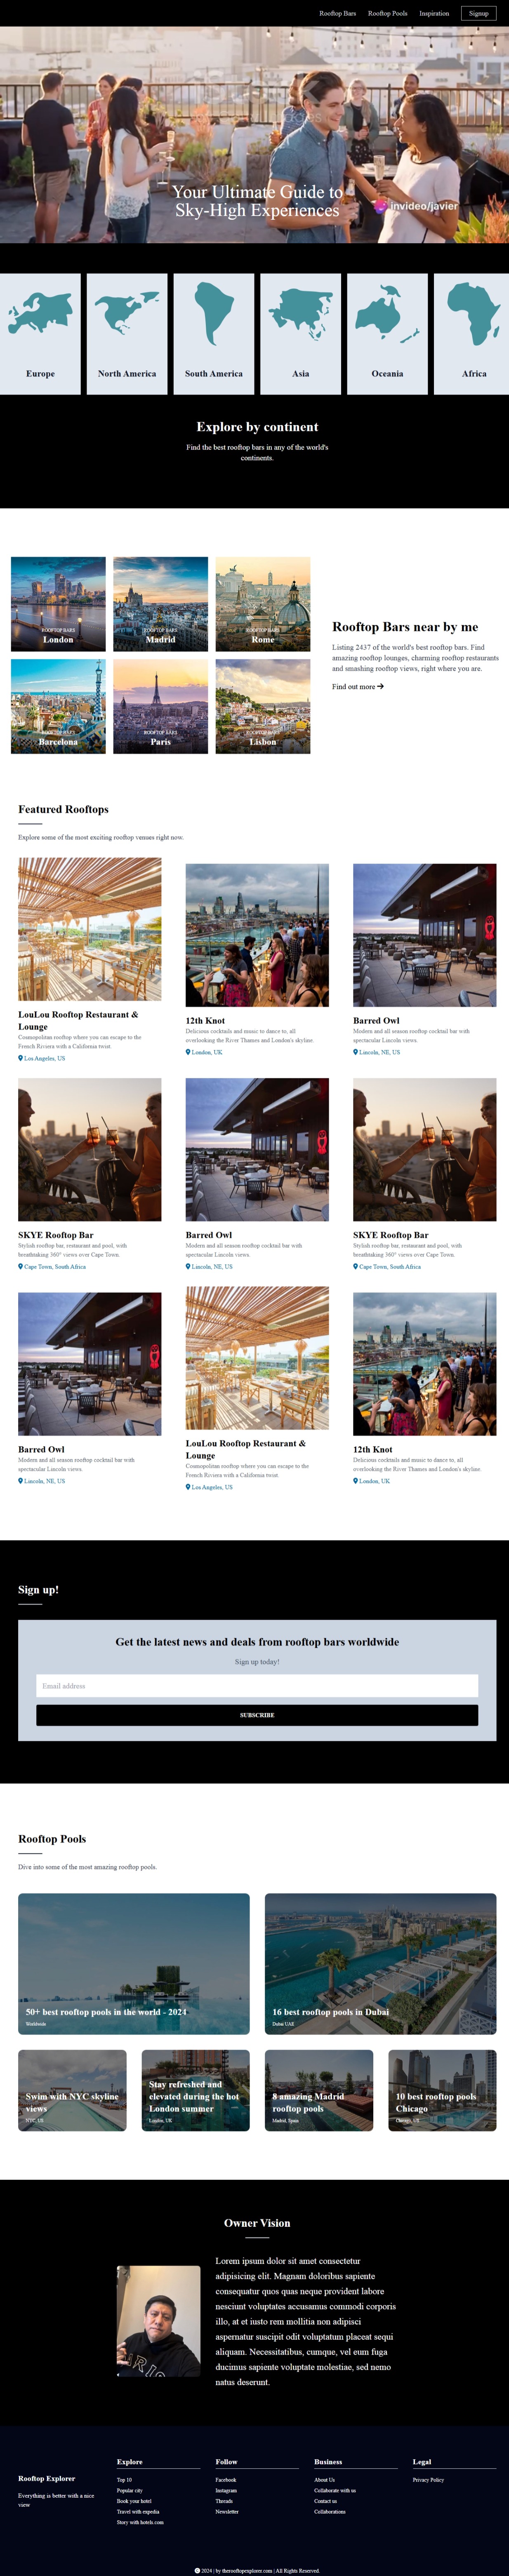 Rooftop Bars Rooftop Pools Inspiration Signup
Your Ultimate Guide to
Sky-High Experiences
invideo/javier
Europe North America South America Asia Oceania Africa
Explore by continent
Find the best rooftop bars in any of the world's
continents.
ROOFTOP BARS ROOFTOP BARS ROOFTOP BARS
London Madrid Rome
ROOFTOP BARS ROOFTOP BARS ROOFTOP BARS
Barcelona Paris Lisbon
Rooftop Bars near by me
Listing 2437 of the world's best rooftop bars. Find
amazing rooftop lounges, charming rooftop restaurants
and smashing rooftop views, right where you are.
Find out more
Featured Rooftops
Explore some of the most exciting rooftop venues right now.
LouLou Rooftop Restaurant &
Lounge
Cosmopolitan rooftop where you can escape to the
French Riviera with a California twist.
Los Angeles, US
12th Knot
Delicious cocktails and music to dance to, all
overlooking the River Thames and London's skyline.
London, UK
Barred Owl
Modern and all season rooftop cocktail bar with
spectacular Lincoln views.
Lincoln, NE, US
SKYE Rooftop Bar
Stylish rooftop bar, restaurant and pool, with
breathtaking 360° views over Cape Town.
Cape Town, South Africa
Barred Owl
Modern and all season rooftop cocktail bar with
spectacular Lincoln views.
Lincoln, NE, US
SKYE Rooftop Bar
Stylish rooftop bar, restaurant and pool, with
breathtaking 360° views over Cape Town.
Cape Town, South Africa
Barred Owl
Modern and all season rooftop cocktail bar with
spectacular Lincoln views.
Lincoln, NE, US
LouLou Rooftop Restaurant &
Lounge
Cosmopolitan rooftop where you can escape to the
French Riviera with a California twist.
Los Angeles, US
12th Knot
Delicious cocktails and music to dance to, all
overlooking the River Thames and London's skyline.
London, UK
Sign up!
Get the latest news and deals from rooftop bars worldwide
Sign up today!
Email address
SUBSCRIBE
Rooftop Pools
Dive into some of the most amazing rooftop pools.
50+ best rooftop pools in the world - 2024
Worldwide
16 best rooftop pools in Dubai
Dubai UAE
Swim with NYC skyline
views
NYC, US
Stay refreshed and
elevated during the hot
London summer
London, UK
8 amazing Madrid
rooftop pools
Madrid, Spain
10 best rooftop pools
Chicago
Chicago, US
Owner Vision
Lorem ipsum dolor sit amet consectetur
adipisicing elit. Magnam doloribus sapiente
consequatur quos quas neque provident labore
nesciunt voluptates accusamus commodi corporis
illo, at et iusto rem mollitia non adipisci
aspernatur suscipit odit voluptatum placeat sequi
aliquam. Necessitatibus, cumque, vel eum fuga
ducimus sapiente voluptate molestiae, sed nemo
natus deserunt.
Rooftop Explorer
Everything is better with a nice
view
Explore
Top 10
Popular city
Book your hotel
Travel with expedia
Story with hotels.com
Follow
Facebook
Instagram
Threads
Newsletter
Business
About Us
Collaborate with us
Contact us
Collaborations
Legal
Privacy Policy
2024 | by therooftopexplorer.com | All Rights Reserved.